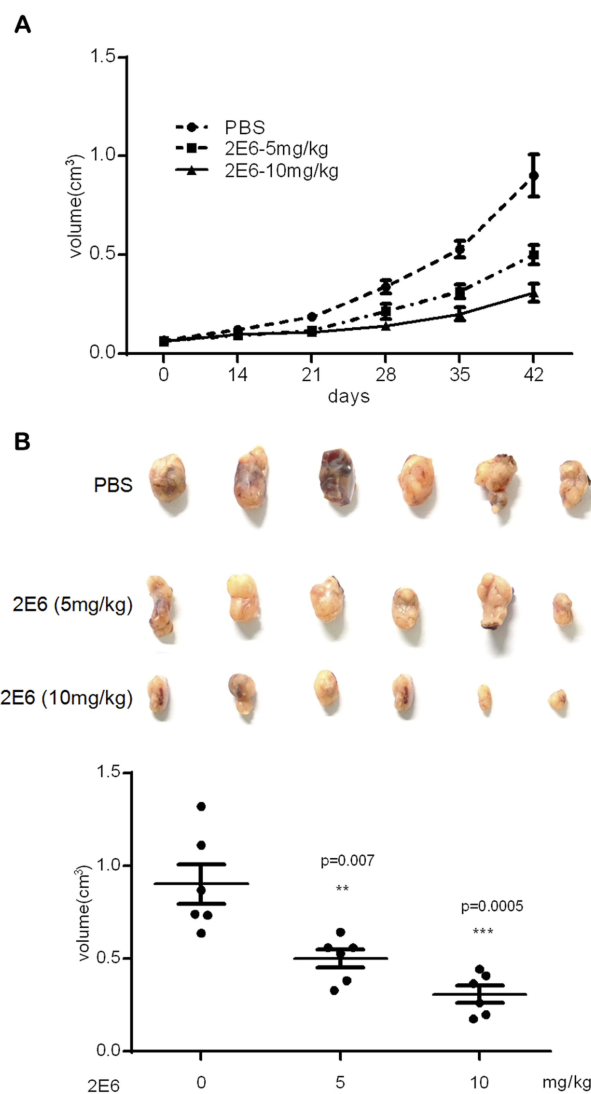 A
1.5
1.0
0.5
0.0
volume(cm³)
PBS
2E6-5mg/kg
2E6-10mg/kg
0 14 21 28 35 42
days
B
PBS
2E6 (5mg/kg)
2E6 (10mg/kg)
1.5
1.0
0.5
0.0
volume(cm³)
p=0.007
**
p=0.0005
***
2E6 0 5 10 mg/kg